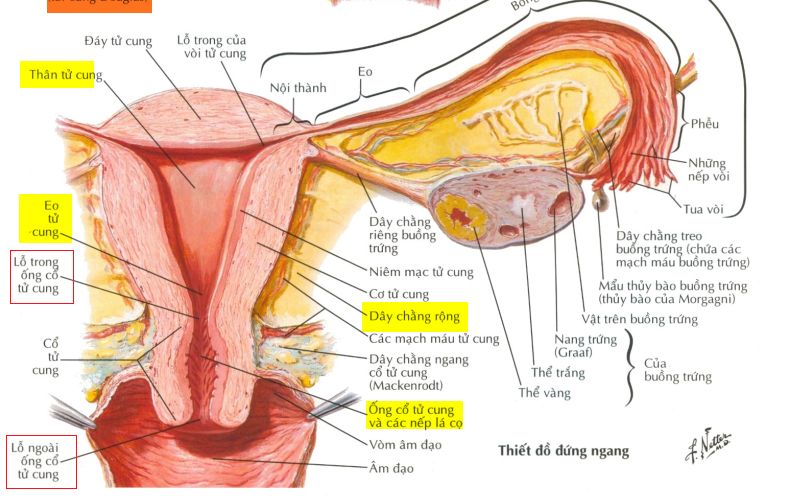 Đáy tử cung
Lỗ trong của
vòi tử cung
Thân tử cung
Nội thành
Eo
Phễu
Những
nếp vòi
Tua vòi
Eo
tử
cung
Lỗ trong
ống cổ
tử cung
Cổ
tử
cung
Lỗ ngoài
ống cổ
tử cung
Dây chằng
riêng buồng
trứng
Niêm mạc tử cung
Cơ tử cung
Dây chằng rộng
Các mạch máu tử cung
Dây chằng ngang
cổ tử cung
(Mackenrodt)
Ống cổ tử cung
và các nếp lá cọ
Vòm âm đạo
Âm đạo
Dây chằng treo
buồng trứng (chứa các
mạch máu buồng trứng)
Mẩu thủy bào buồng trứng
(thủy bào của Morgagni)
Vật trên buồng trứng
Nang trứng
(Graaf)
Thể trắng
Thể vàng
Của
buồng trứng
Thiết đồ đứng ngang
F. Netter
M.D.